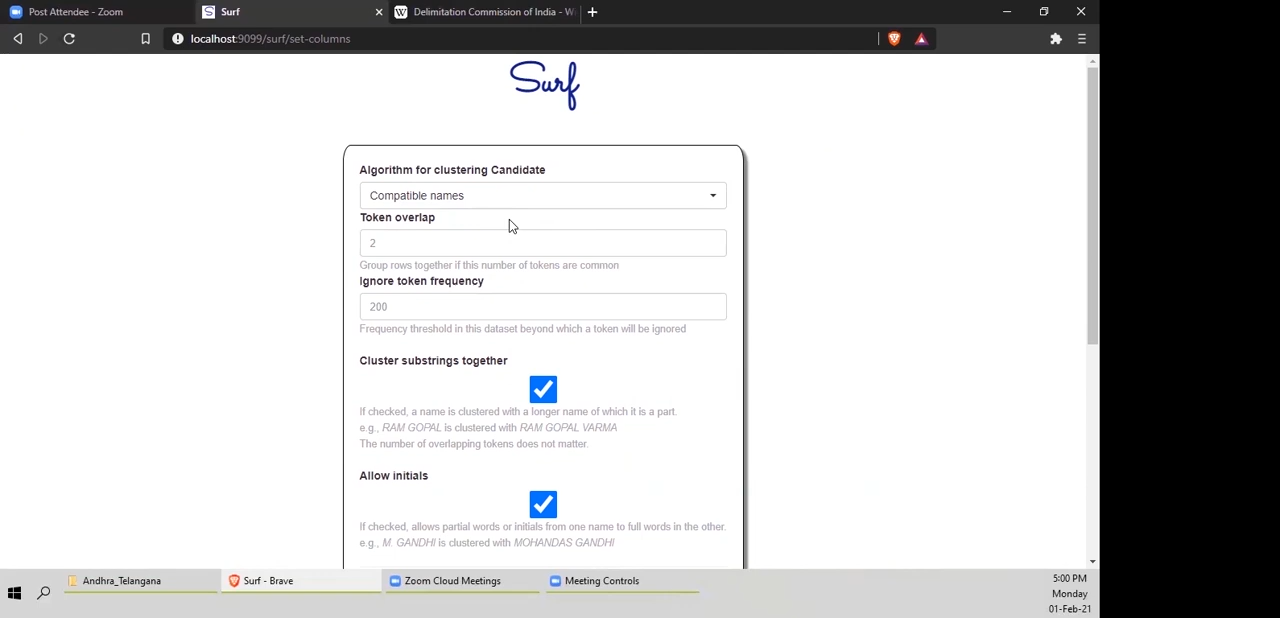 Post Attendee - Zoom
Surf
Delimitation Commission of India - Wi
localhost:9099/surf/set-columns
Surf
Algorithm for clustering Candidate
Compatible names
Token overlap
2
Group rows together if this number of tokens are common
Ignore token frequency
200
Frequency threshold in this dataset beyond which a token will be ignored
Cluster substrings together
If checked, a name is clustered with a longer name of which it is a part.
e.g., RAM GOPAL is clustered with RAM GOPAL VARMA
The number of overlapping tokens does not matter.
Allow initials
If checked, allows partial words or initials from one name to full words in the other.
e.g., M. GANDHI is clustered with MOHANDAS GANDHI
Andhra_Telangana
Surf - Brave
Zoom Cloud Meetings
Meeting Controls
5:00 PM
Monday
01-Feb-21